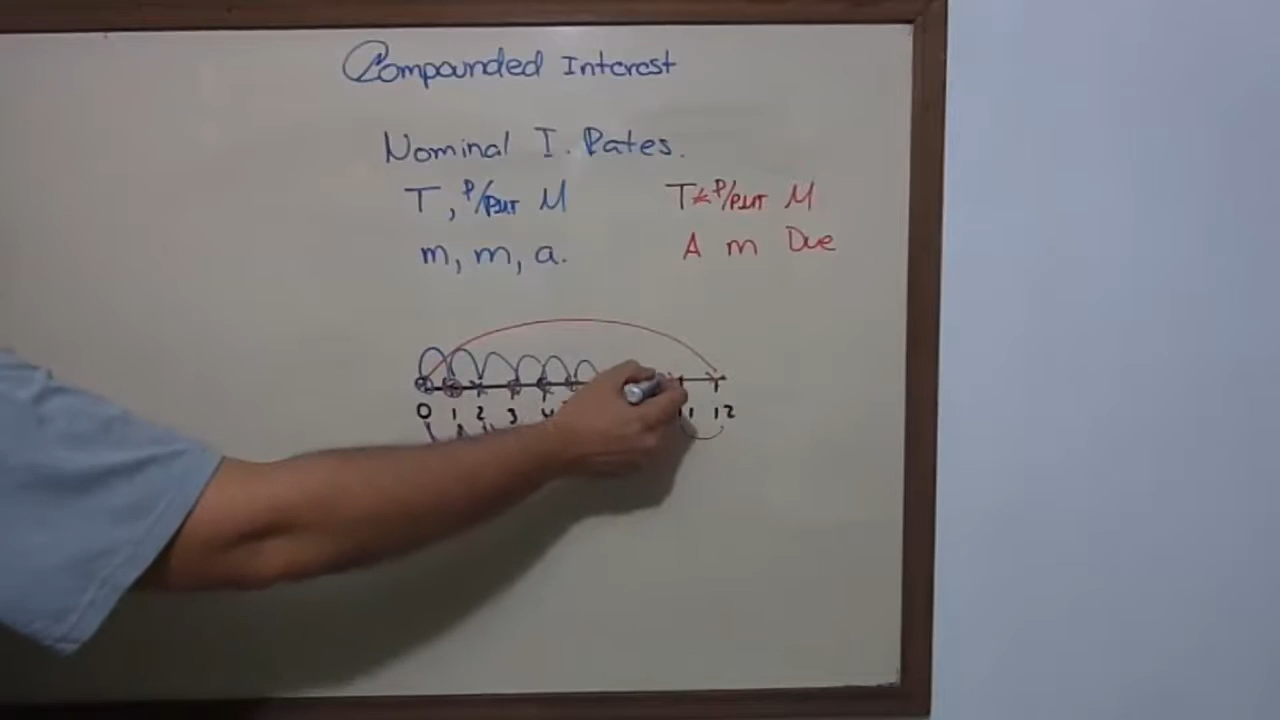 Compounded Interest
Nominal I. Rates.
T, P/PMT M T P/PMT M
m, m, a. A m Due
0 1 2 3 4 11 12